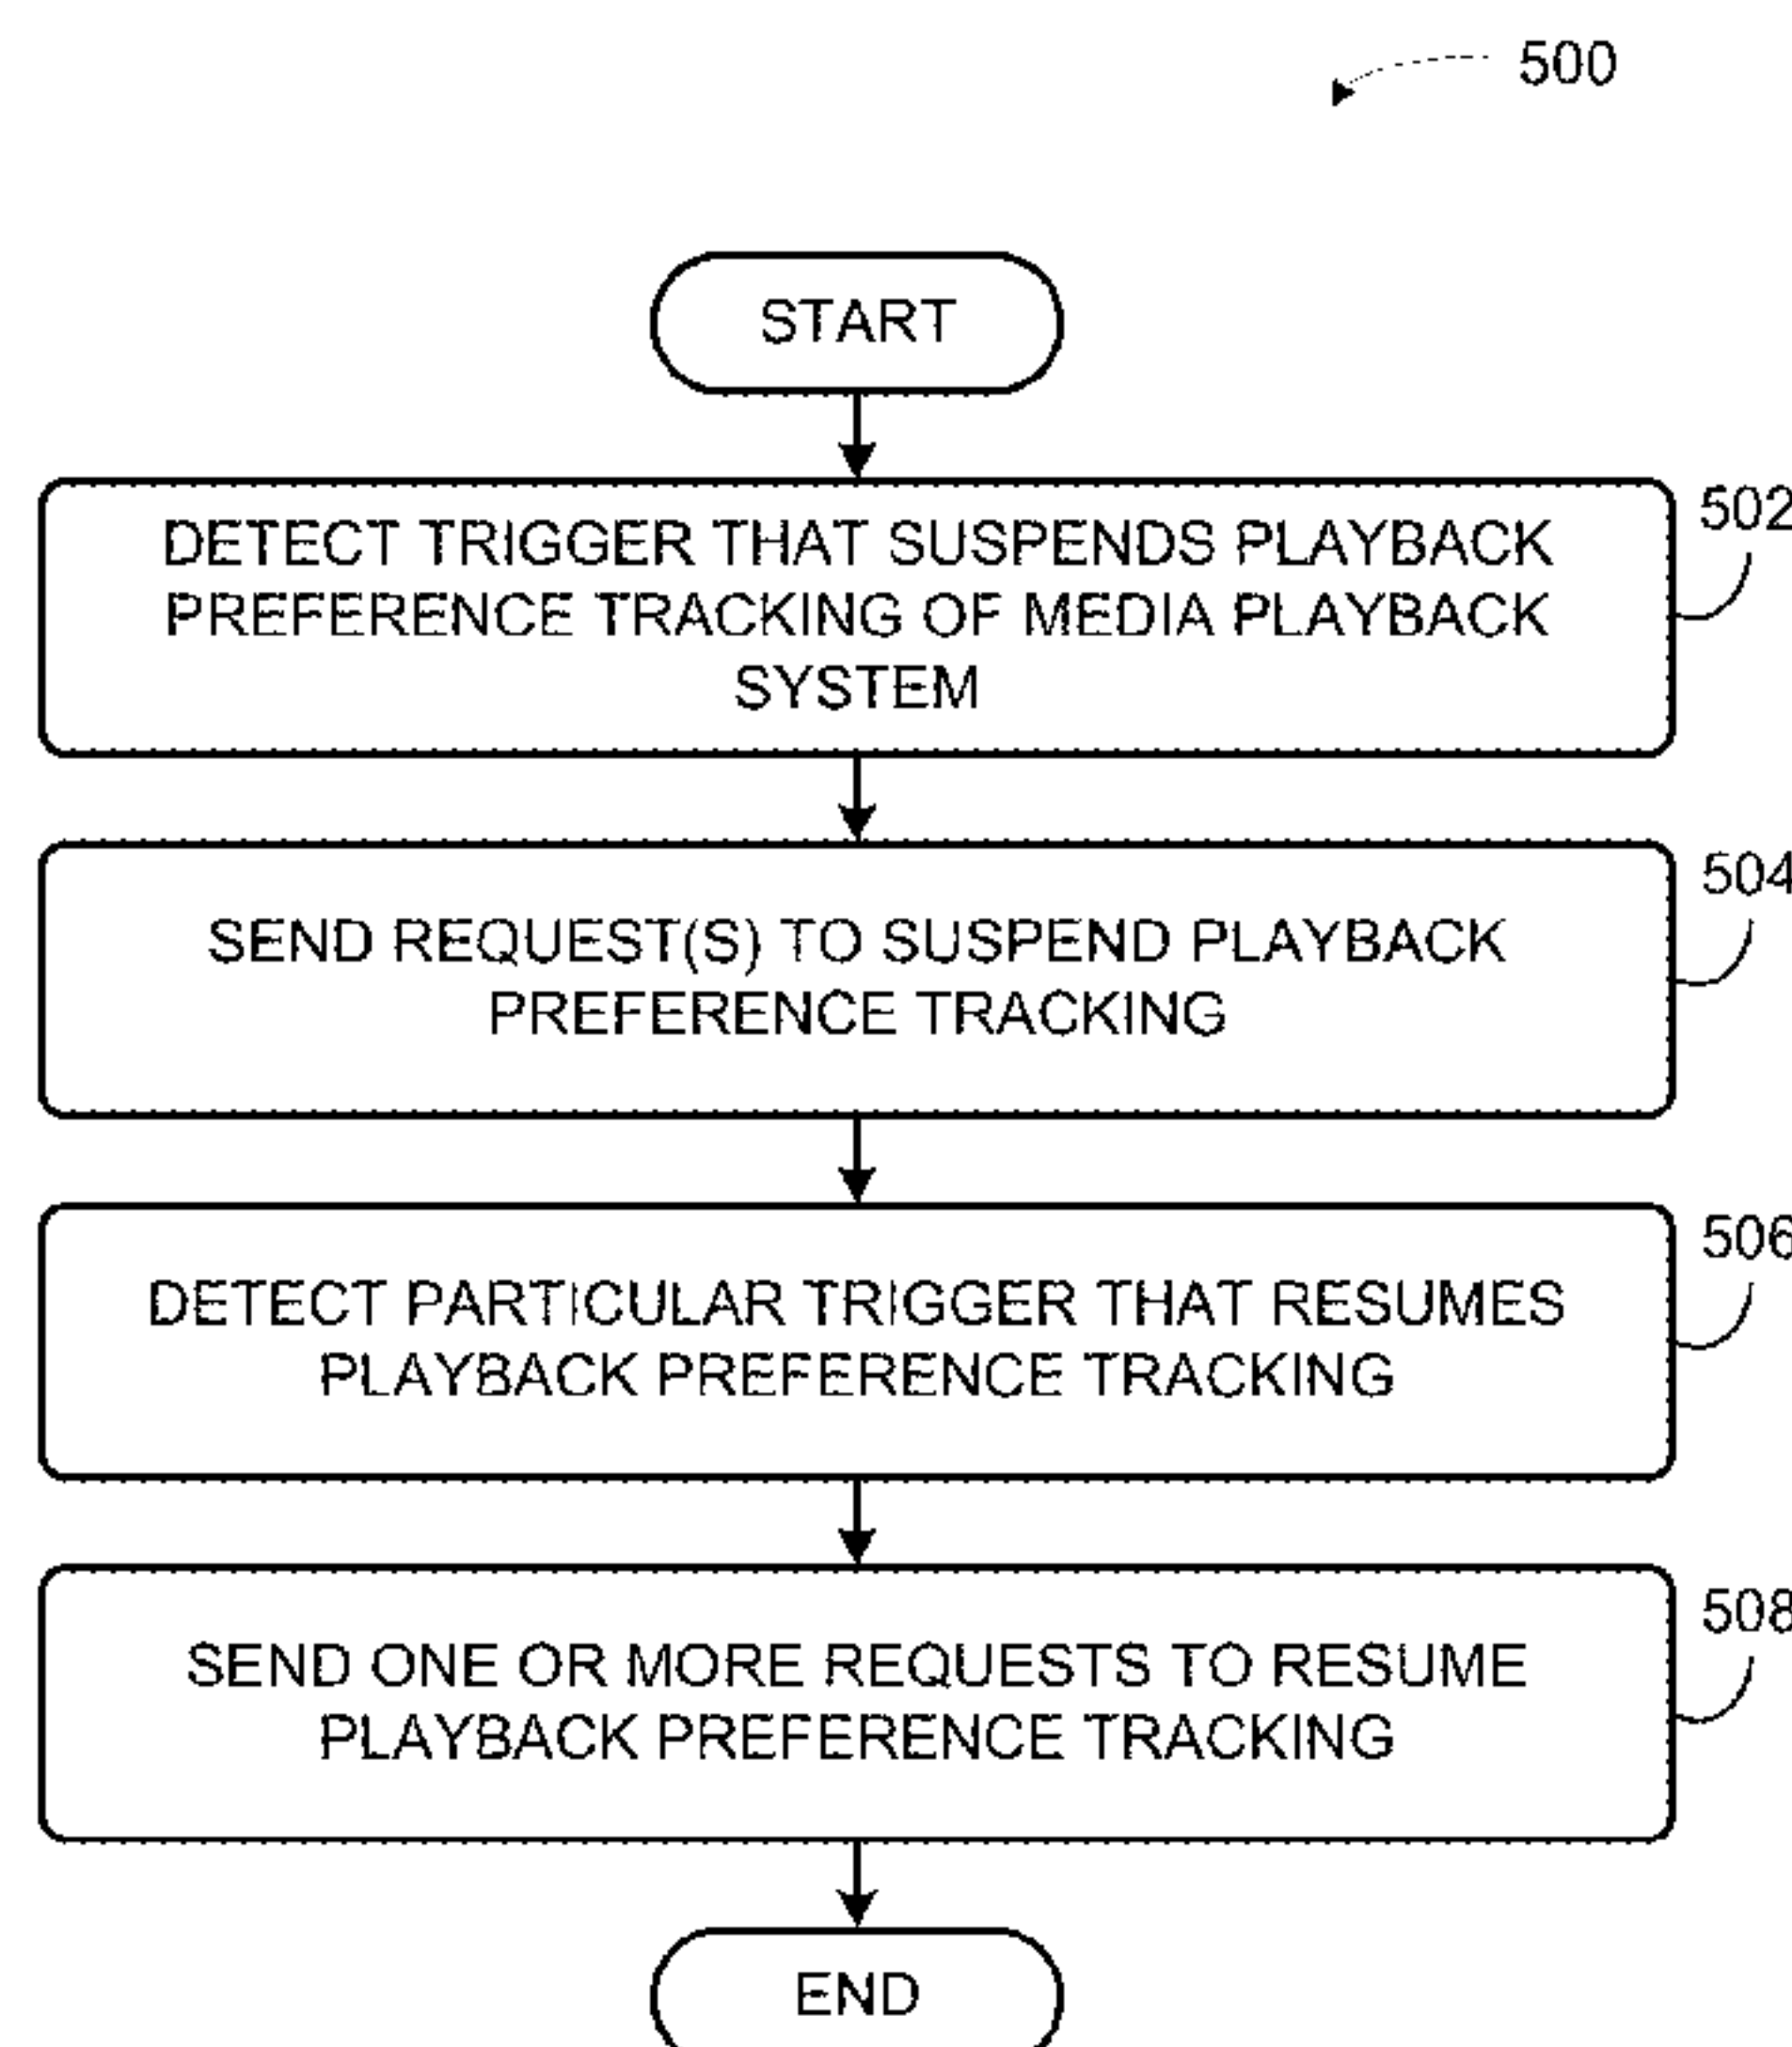 500
START
DETECT TRIGGER THAT SUSPENDS PLAYBACK
PREFERENCE TRACKING OF MEDIA PLAYBACK
SYSTEM
502
SEND REQUEST(S) TO SUSPEND PLAYBACK
PREFERENCE TRACKING
504
DETECT PARTICULAR TRIGGER THAT RESUMES
PLAYBACK PREFERENCE TRACKING
506
SEND ONE OR MORE REQUESTS TO RESUME
PLAYBACK PREFERENCE TRACKING
508
END